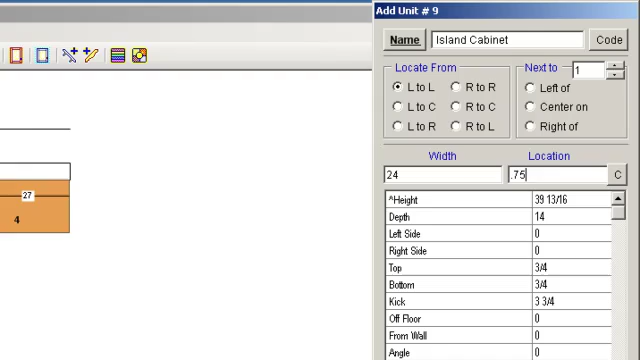 Add Unit # 9
Name Island Cabinet Code
Locate From Next to 1
L to L R to R Left of
L to C R to C Center on
L to R R to L Right of
Width Location
24 .75 C
^Height 39 13/16
Depth 14
Left Side 0
Right Side 0
Top 3/4
Bottom 3/4
Kick 3 3/4
Off Floor 0
From Wall 0
Angle 0
27
4